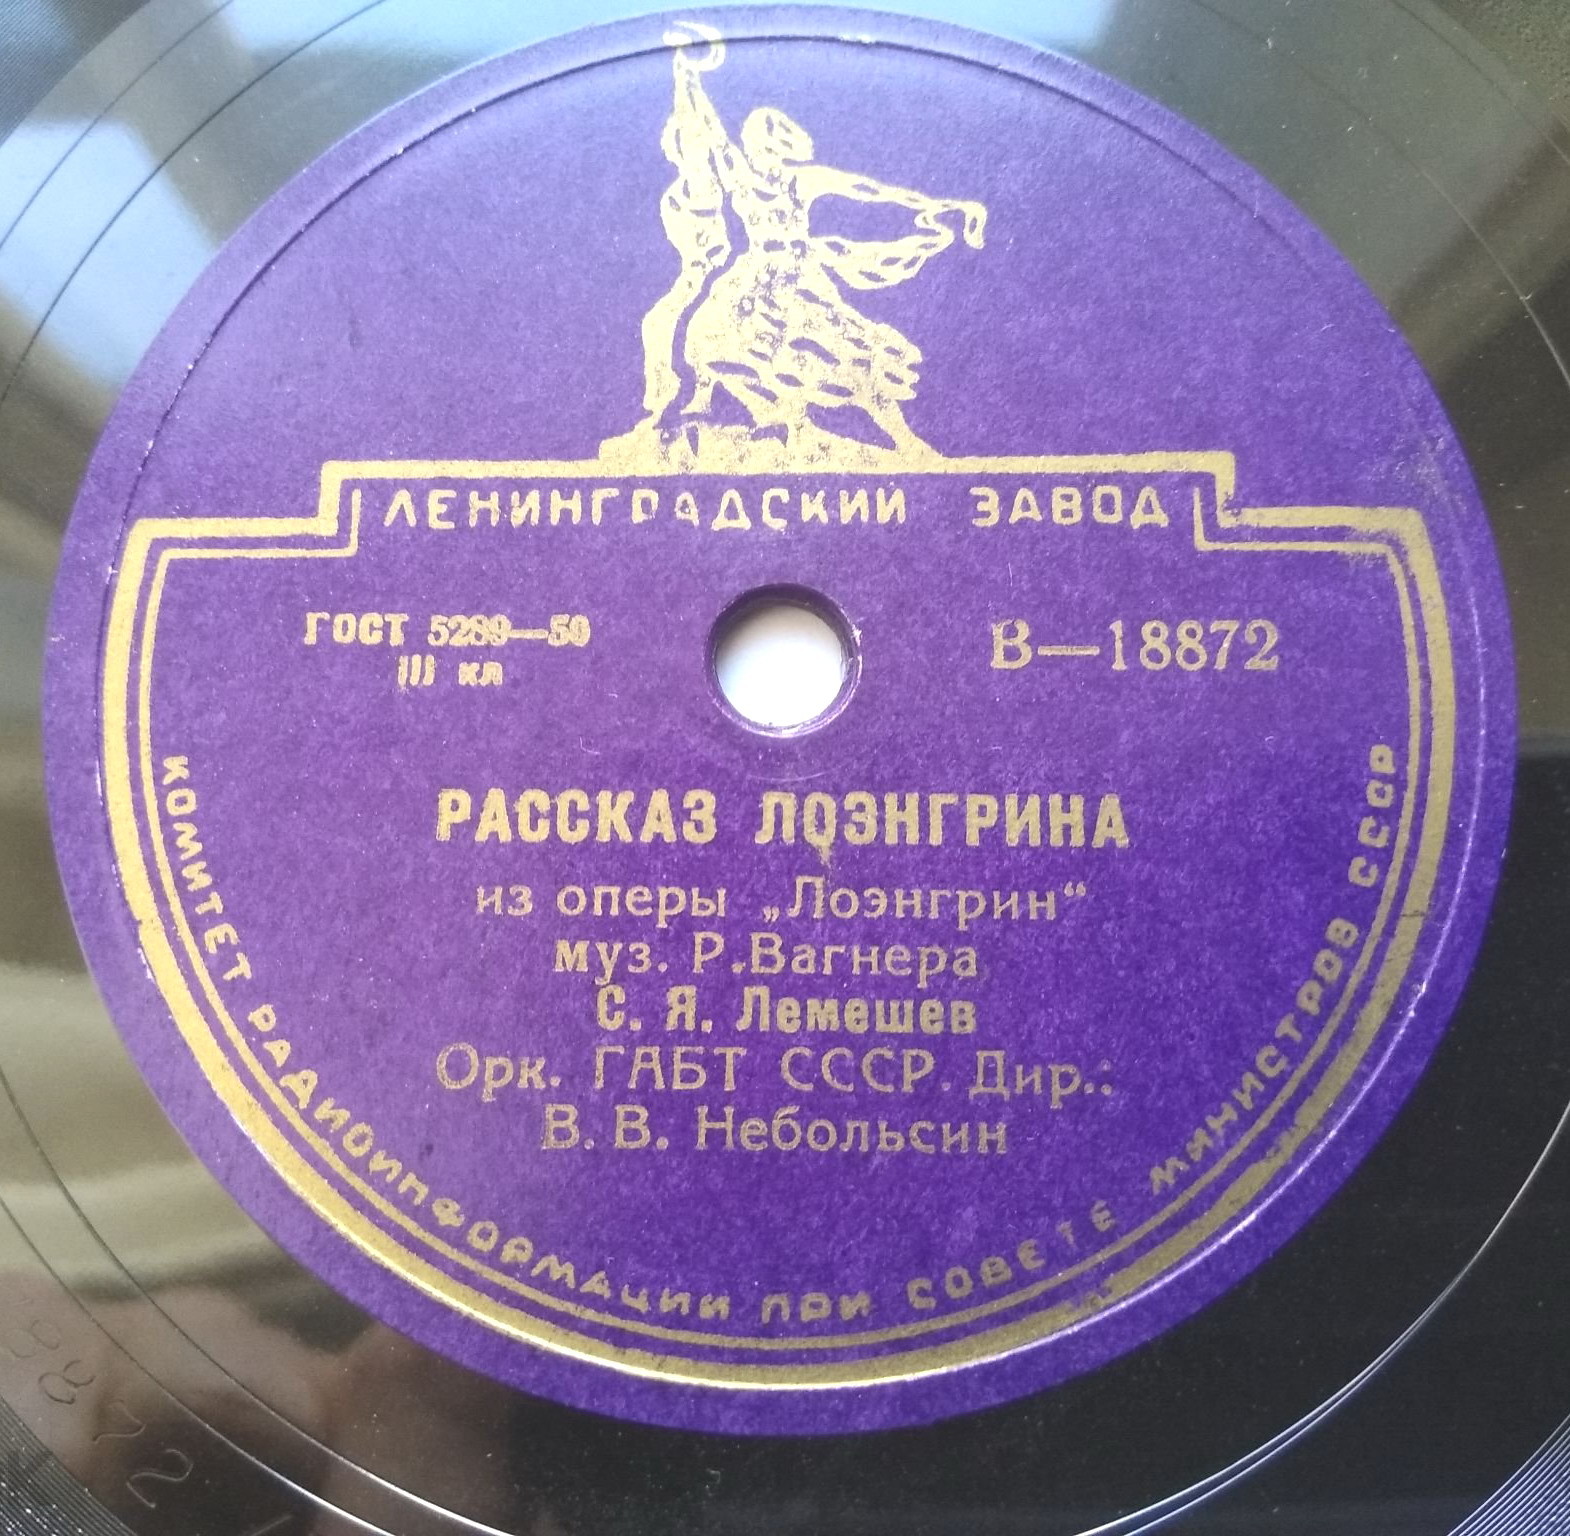 ЛЕНИНГРАДСКИЙ ЗАВОД
ГОСТ 5289—50
III кл
В—18872
РАССКАЗ ЛОЭНГРИНА
из оперы „Лоэнгрин“
муз. Р. Вагнера
С. Я. Лемешев
Орк. ГАБТ СССР. Дир.:
В. В. Небольсин
КОМИТЕТ РАДИОИНФОРМАЦИИ ПРИ СОВЕТЕ МИНИСТРОВ СССР